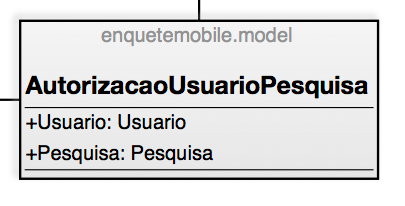 enquetemobile.model
AutorizacaoUsuarioPesquisa
+Usuario: Usuario
+Pesquisa: Pesquisa